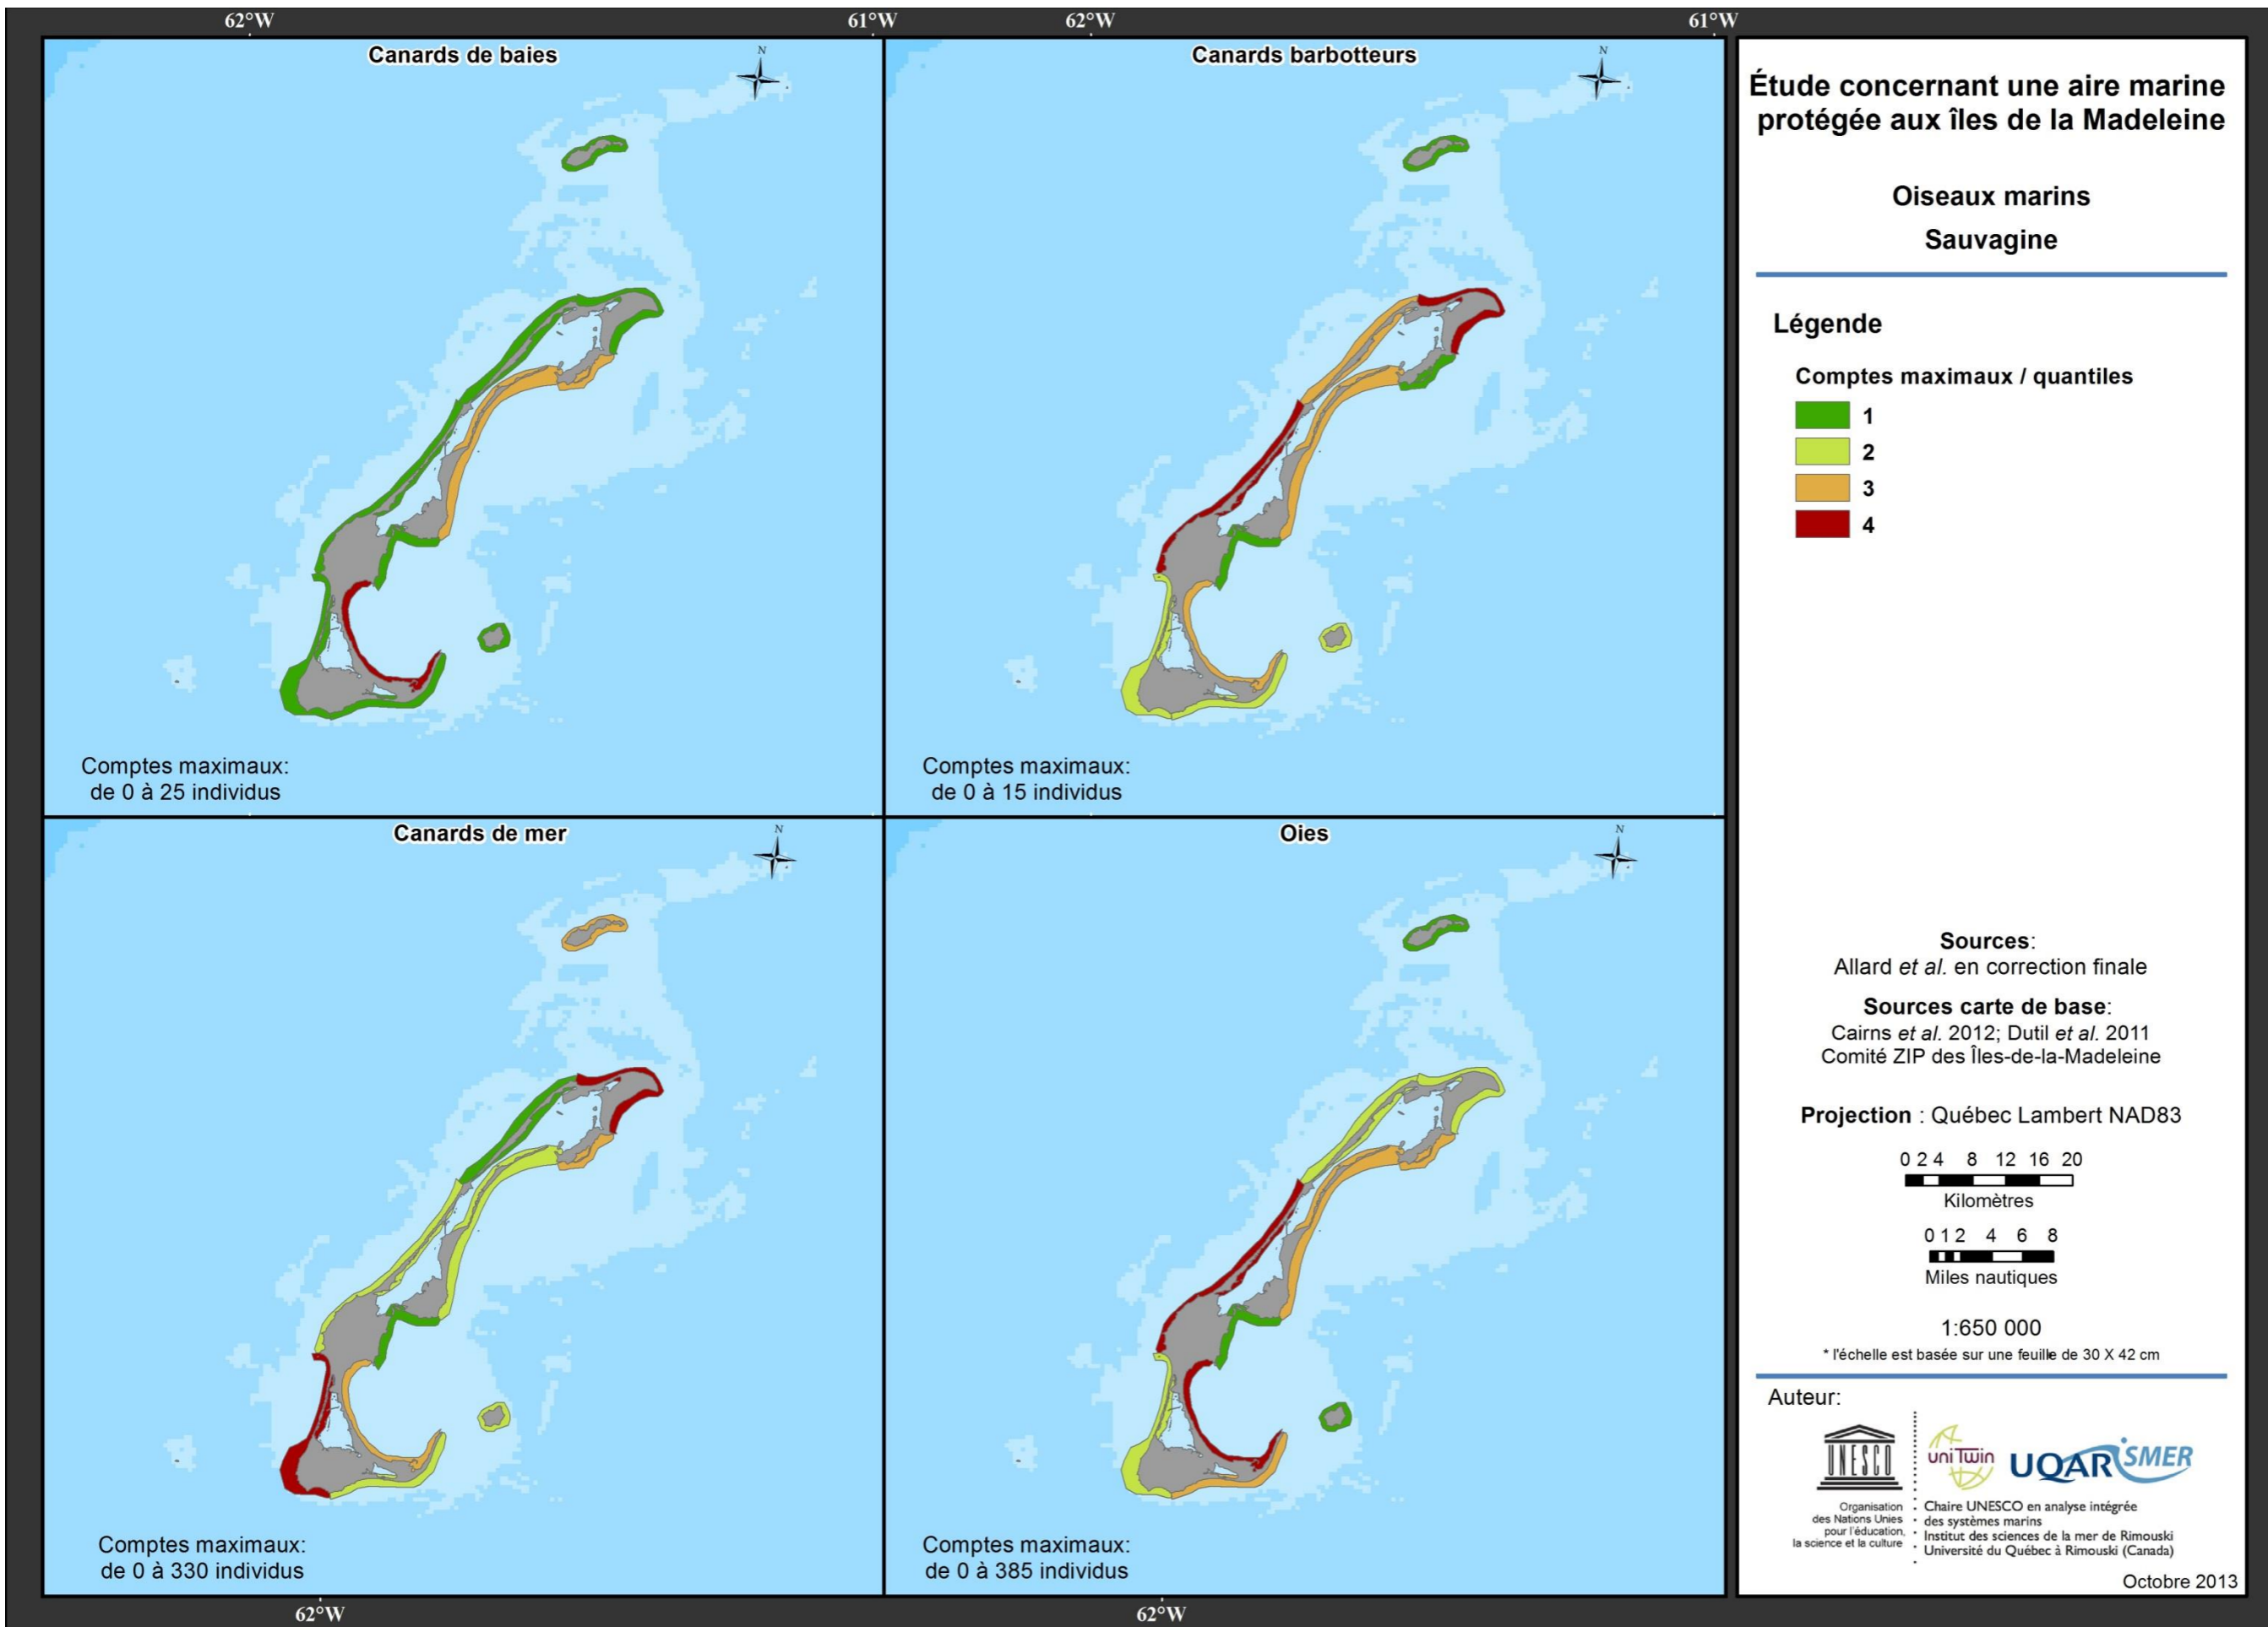 62°W
61°W
62°W
61°W
Canards de baies
N
Comptes maximaux:
de 0 à 25 individus
Canards barbotteurs
N
Comptes maximaux:
de 0 à 15 individus
Canards de mer
N
Comptes maximaux:
de 0 à 330 individus
Oies
N
Comptes maximaux:
de 0 à 385 individus
62°W
62°W
Étude concernant une aire marine
protégée aux îles de la Madeleine
Oiseaux marins
Sauvagine
Légende
Comptes maximaux / quantiles
1
2
3
4
Sources:
Allard et al. en correction finale
Sources carte de base:
Cairns et al. 2012; Dutil et al. 2011
Comité ZIP des Îles-de-la-Madeleine
Projection : Québec Lambert NAD83
0 2 4 8 12 16 20
Kilomètres
0 1 2 4 6 8
Miles nautiques
1:650 000
* l'échelle est basée sur une feuille de 30 X 42 cm
Auteur:
UNESCO
uniTwin
UQAR
iSMER
Organisation
des Nations Unies
pour l'éducation,
la science et la culture
Chaire UNESCO en analyse intégrée
des systèmes marins
Institut des sciences de la mer de Rimouski
Université du Québec à Rimouski (Canada)
Octobre 2013